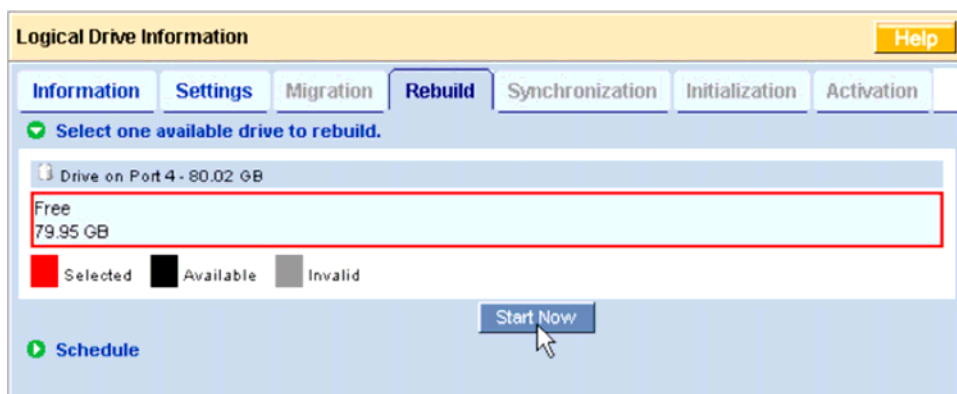 Logical Drive Information
Help
Information Settings Migration Rebuild Synchronization Initialization Activation
Select one available drive to rebuild.
Drive on Port 4 - 80.02 GB
Free
79.95 GB
Selected Available Invalid
Start Now
Schedule